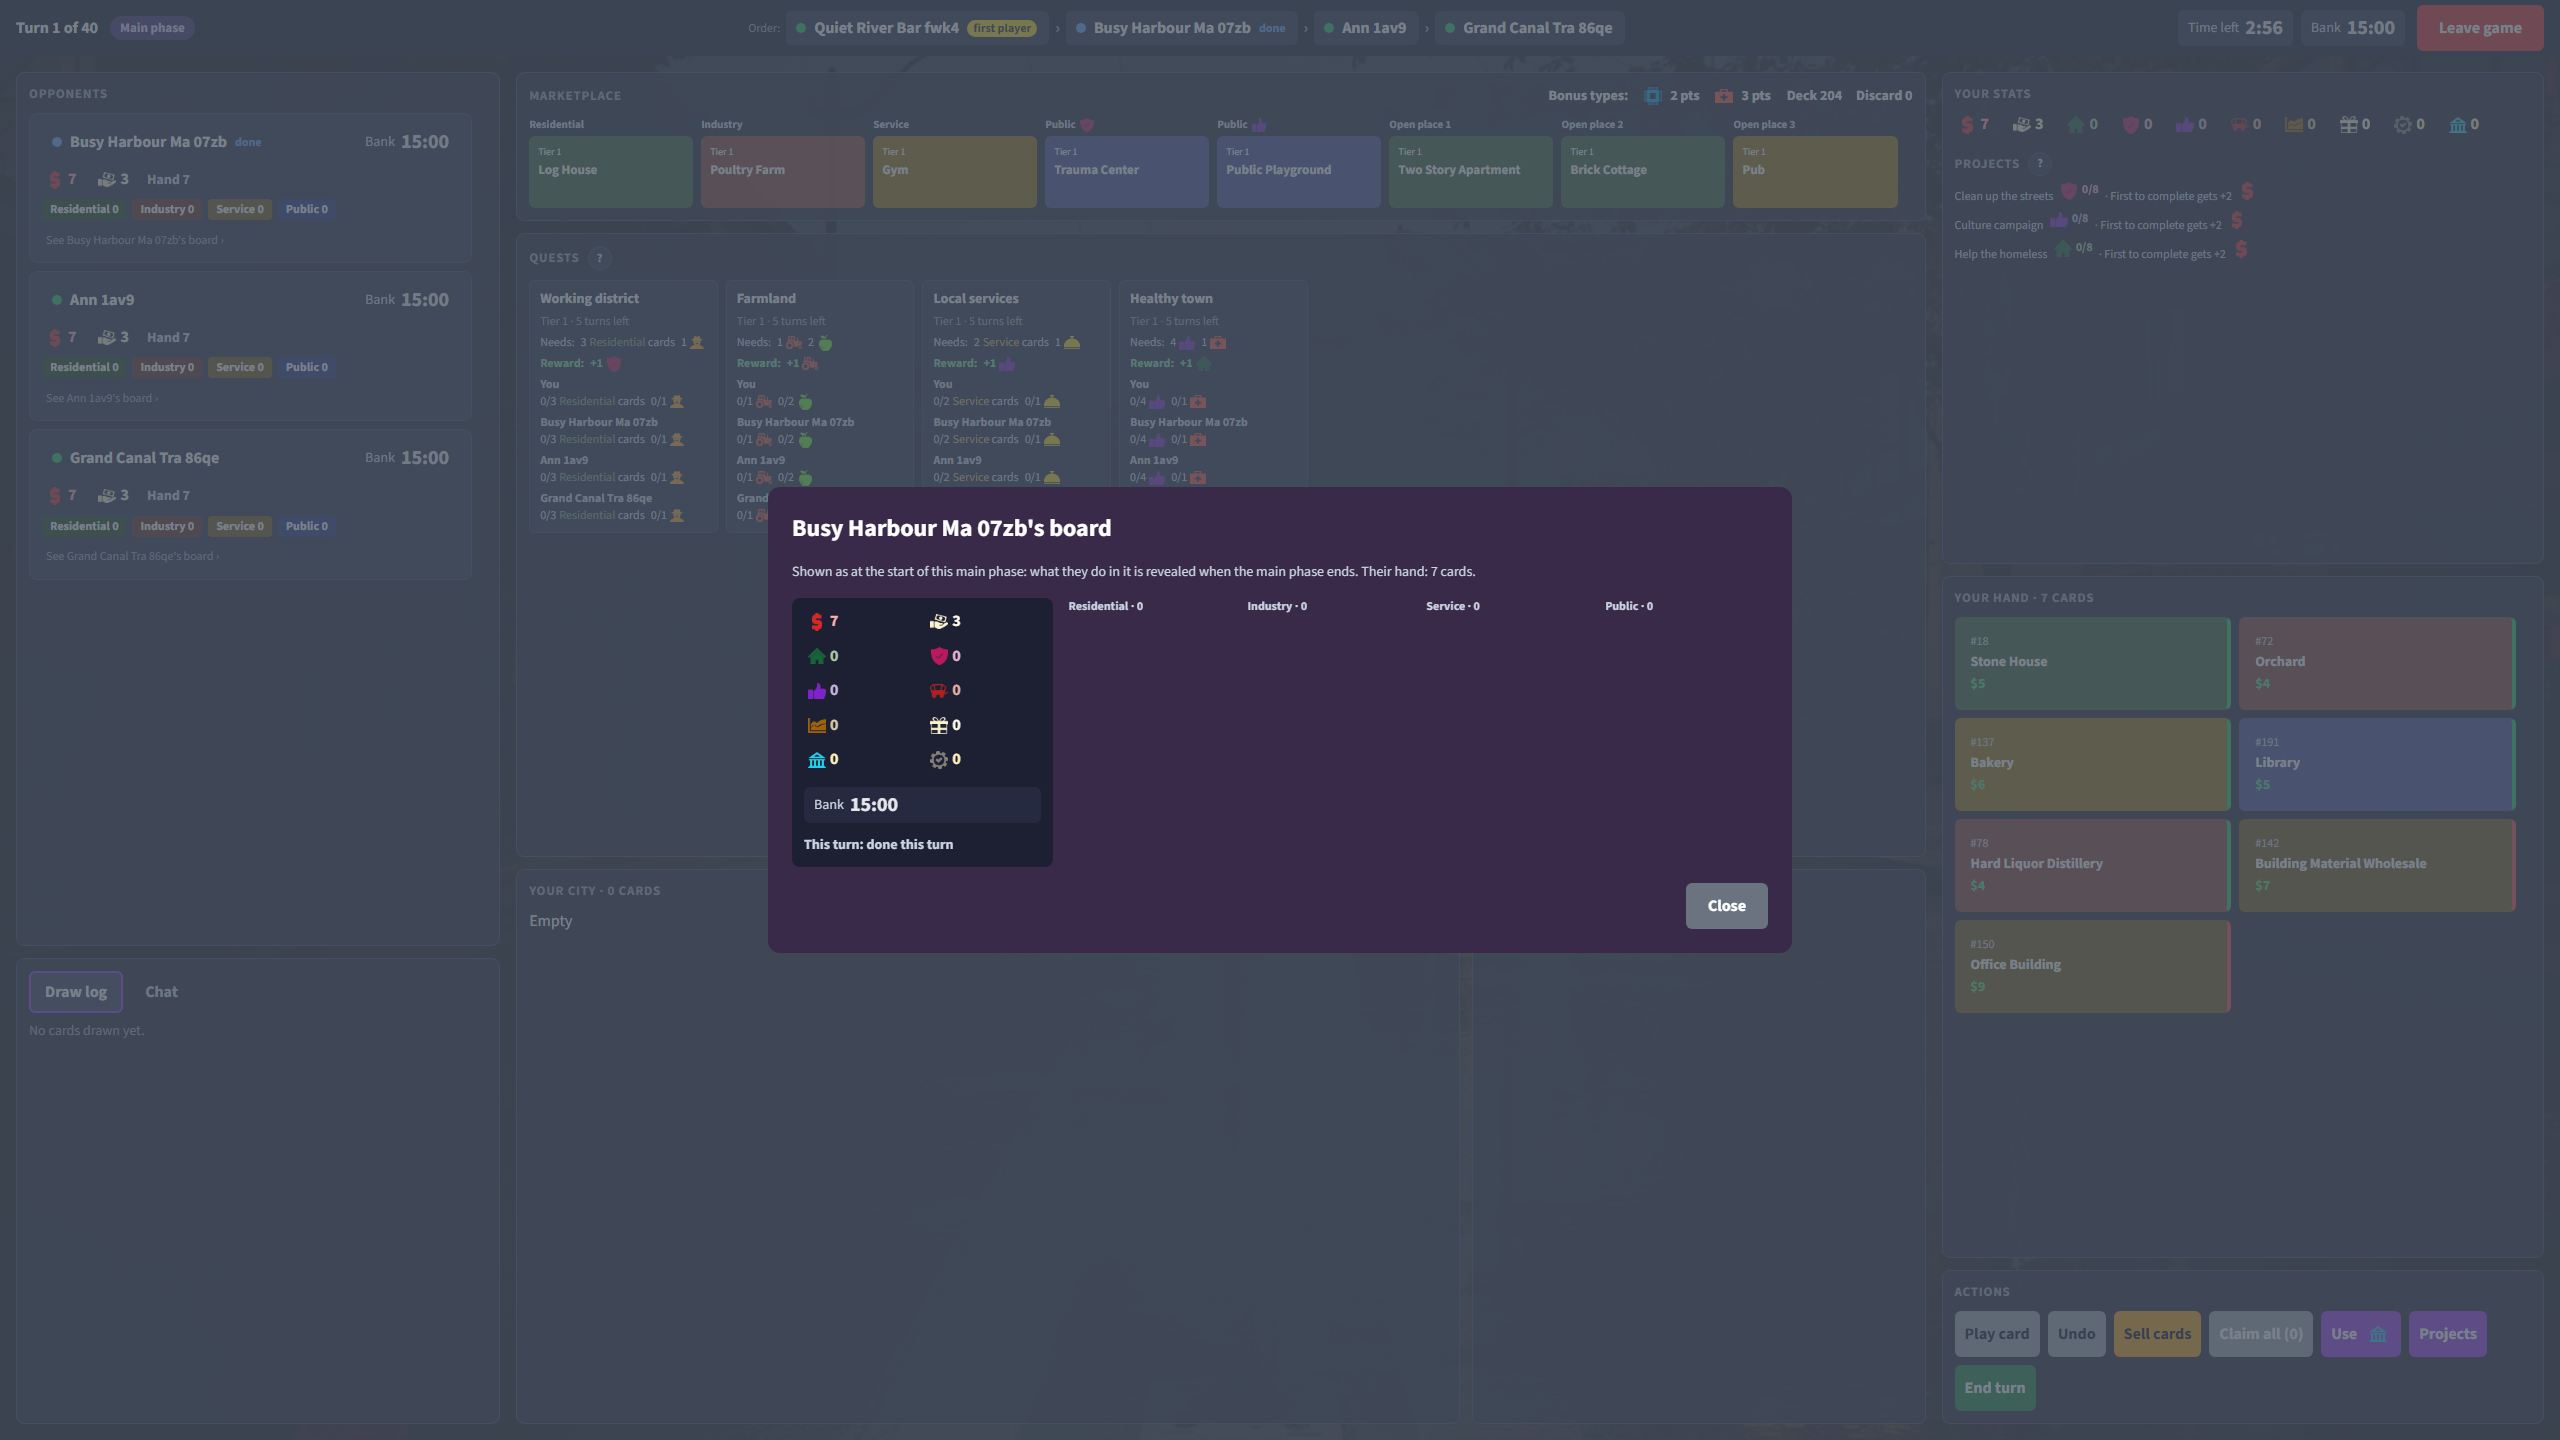 Turn 1 of 40 Main phase
Order: Quiet River Bar fwk4 first player › Busy Harbour Ma 07zb done › Ann 1av9 › Grand Canal Tra 86qe
Time left 2:56 Bank 15:00 Leave game
OPPONENTS
Busy Harbour Ma 07zb done Bank 15:00
7 3 Hand 7
Residential 0 Industry 0 Service 0 Public 0
See Busy Harbour Ma 07zb's board ›
Ann 1av9 Bank 15:00
7 3 Hand 7
Residential 0 Industry 0 Service 0 Public 0
See Ann 1av9's board ›
Grand Canal Tra 86qe Bank 15:00
7 3 Hand 7
Residential 0 Industry 0 Service 0 Public 0
See Grand Canal Tra 86qe's board ›
Draw log Chat
No cards drawn yet.
MARKETPLACE Bonus types: 2 pts 3 pts Deck 204 Discard 0
Residential Industry Service Public Public Open place 1 Open place 2 Open place 3
Tier 1 Tier 1 Tier 1 Tier 1 Tier 1 Tier 1 Tier 1 Tier 1
Log House Poultry Farm Gym Trauma Center Public Playground Two Story Apartment Brick Cottage Pub
QUESTS ?
Working district Farmland Local services Healthy town
Tier 1 · 5 turns left Tier 1 · 5 turns left Tier 1 · 5 turns left Tier 1 · 5 turns left
Needs: 3 Residential cards 1 Needs: 1 2 Needs: 2 Service cards 1 Needs: 4 1
Reward: +1 Reward: +1 Reward: +1 Reward: +1
You You You You
0/3 Residential cards 0/1 0/1 0/2 0/2 Service cards 0/1 0/4 0/1
Busy Harbour Ma 07zb Busy Harbour Ma 07zb Busy Harbour Ma 07zb Busy Harbour Ma 07zb
0/3 Residential cards 0/1 0/1 0/2 0/2 Service cards 0/1 0/4 0/1
Ann 1av9 Ann 1av9 Ann 1av9 Ann 1av9
0/3 Residential cards 0/1 0/1 0/2 0/2 Service cards 0/1 0/4 0/1
Grand Canal Tra 86qe Grand
0/3 Residential cards 0/1 0/1
Busy Harbour Ma 07zb's board
Shown as at the start of this main phase: what they do in it is revealed when the main phase ends. Their hand: 7 cards.
7 3
0 0
0 0
0 0
0 0
Bank 15:00
This turn: done this turn
Residential · 0 Industry · 0 Service · 0 Public · 0
Close
YOUR CITY · 0 CARDS
Empty
YOUR STATS
7 3 0 0 0 0 0 0 0 0
PROJECTS ?
Clean up the streets 0/8 · First to complete gets +2
Culture campaign 0/8 · First to complete gets +2
Help the homeless 0/8 · First to complete gets +2
YOUR HAND · 7 CARDS
#18 #72
Stone House Orchard
$5 $4
#137 #191
Bakery Library
$6 $5
#78 #142
Hard Liquor Distillery Building Material Wholesale
$4 $7
#150
Office Building
$9
ACTIONS
Play card Undo Sell cards Claim all (0) Use Projects
End turn